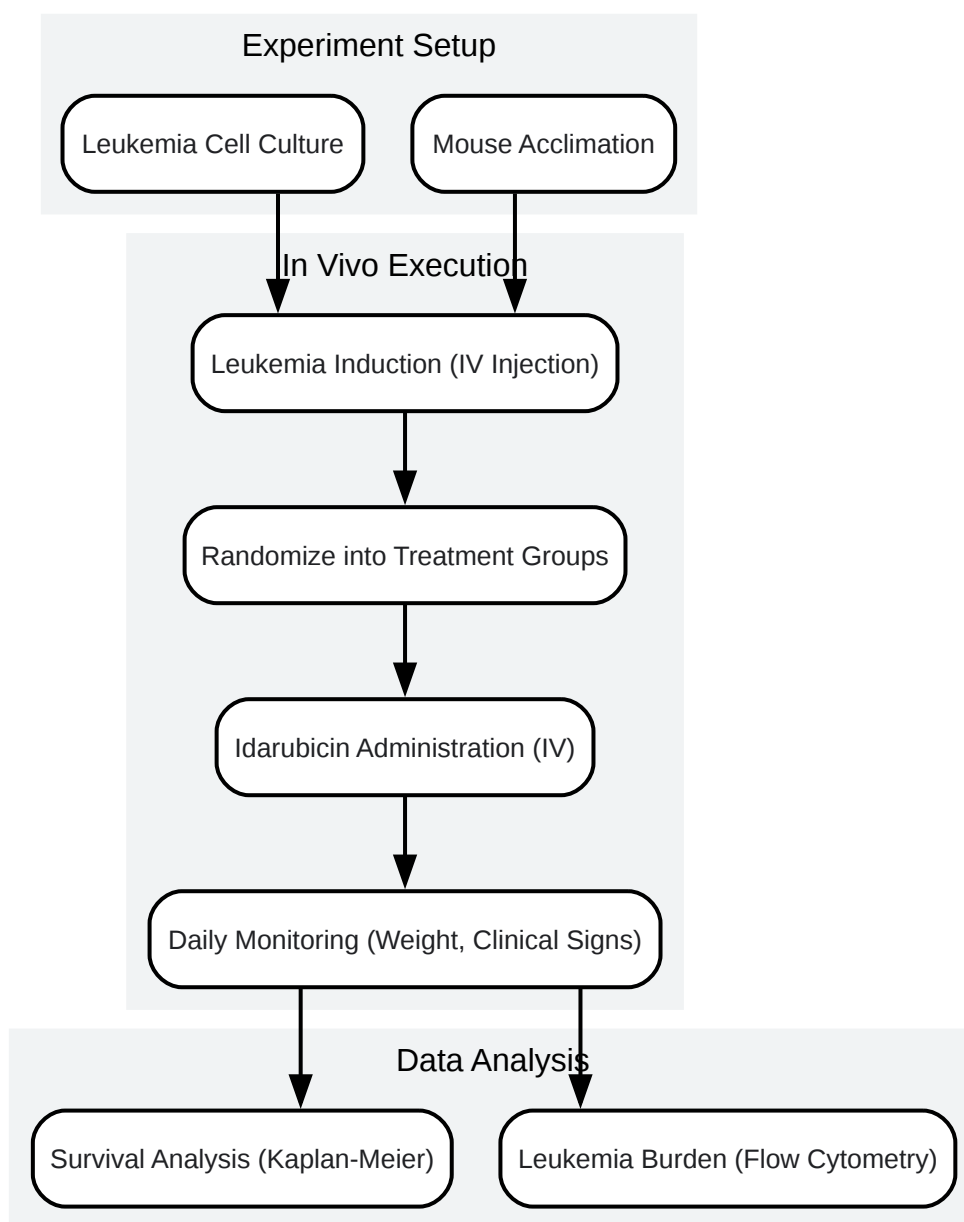 Experiment Setup
Leukemia Cell Culture
Mouse Acclimation
In Vivo Execution
Leukemia Induction (IV Injection)
Randomize into Treatment Groups
Idarubicin Administration (IV)
Daily Monitoring (Weight, Clinical Signs)
Data Analysis
Survival Analysis (Kaplan-Meier)
Leukemia Burden (Flow Cytometry)